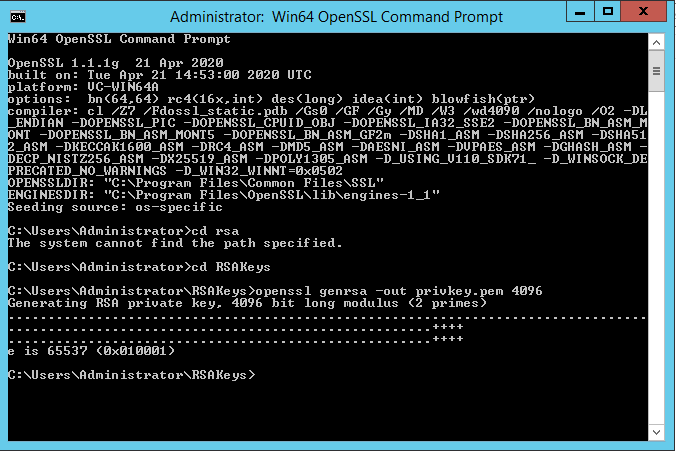 Administrator: Win64 OpenSSL Command Prompt
Win64 OpenSSL Command Prompt
OpenSSL 1.1.1g  21 Apr 2020
built on: Tue Apr 21 14:53:00 2020 UTC
platform: VC-WIN64A
options:  bn(64,64) rc4(16x,int) des(long) idea(int) blowfish(ptr)
compiler: cl /Z7 /Fdossl_static.pdb /Gs0 /GF /Gy /MD /W3 /wd4090 /nologo /O2 -DL
_ENDIAN -DOPENSSL_PIC -DOPENSSL_CPUID_OBJ -DOPENSSL_IA32_SSE2 -DOPENSSL_BN_ASM_M
ONT -DOPENSSL_BN_ASM_MONT5 -DOPENSSL_BN_ASM_GF2m -DSHA1_ASM -DSHA256_ASM -DSHA51
2_ASM -DKECCAK1600_ASM -DRC4_ASM -DMD5_ASM -DAESNI_ASM -DVPAES_ASM -DGHASH_ASM -
DECP_NISTZ256_ASM -DX25519_ASM -DPOLY1305_ASM -D_USING_V110_SDK71_ -D_WINSOCK_DE
PRECATED_NO_WARNINGS -D_WIN32_WINNT=0x0502
OPENSSLDIR: "C:\Program Files\Common Files\SSL"
ENGINESDIR: "C:\Program Files\OpenSSL\lib\engines-1_1"
Seeding source: os-specific
C:\Users\Administrator>cd rsa
The system cannot find the path specified.
C:\Users\Administrator>cd RSAKeys
C:\Users\Administrator\RSAKeys>openssl genrsa -out privkey.pem 4096
Generating RSA private key, 4096 bit long modulus (2 primes)
................................................................................
.....................................................++++
.....................................................++++
e is 65537 (0x010001)
C:\Users\Administrator\RSAKeys>